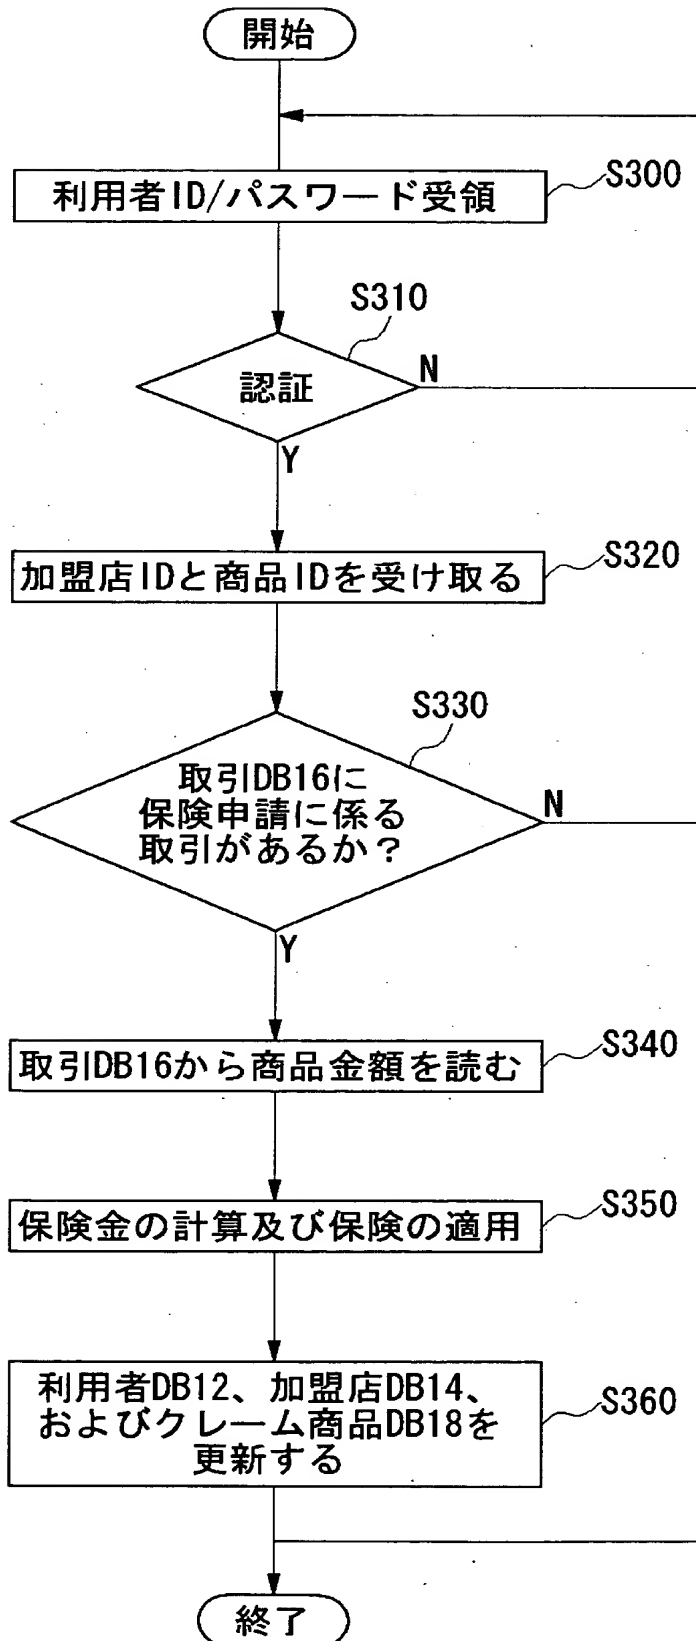 開始
利用者ID/パスワード受領
S300
S310
認証
N
Y
加盟店IDと商品IDを受け取る
S320
S330
取引DB16に
保険申請に係る
取引があるか？
N
Y
取引DB16から商品金額を読む
S340
保険金の計算及び保険の適用
S350
利用者DB12、加盟店DB14、
およびクレーム商品DB18を
更新する
S360
終了